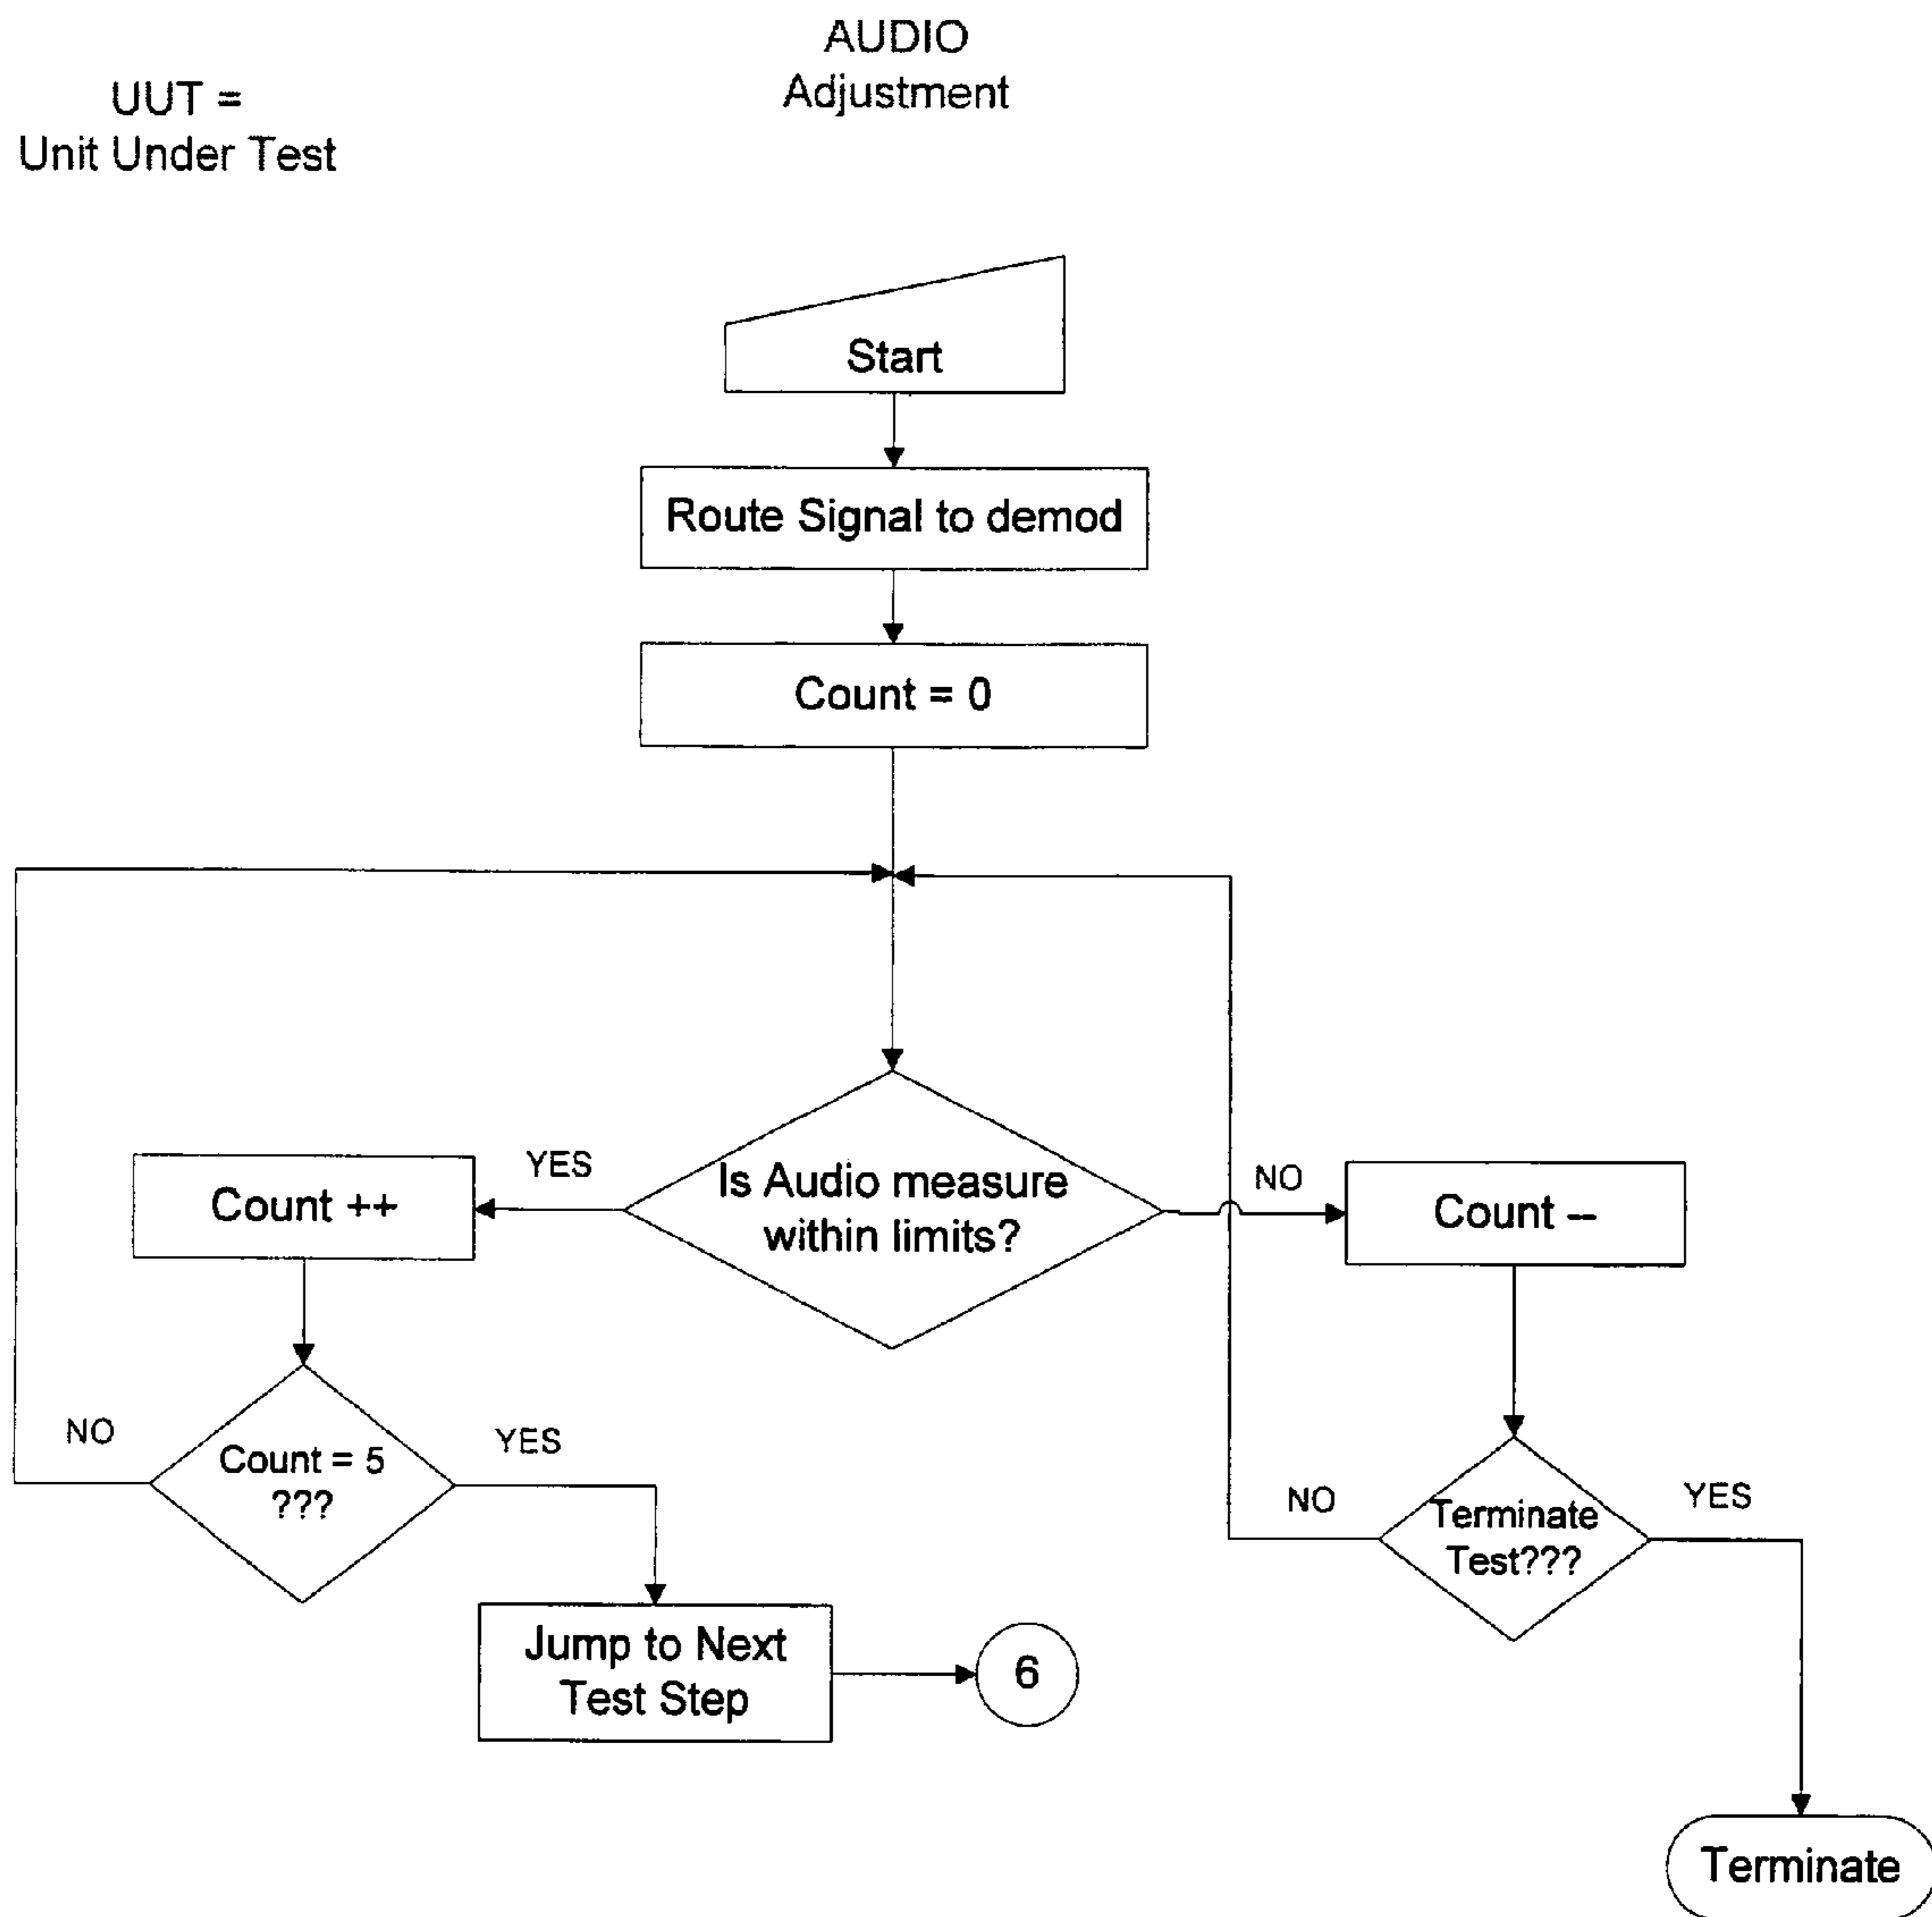 AUDIO
Adjustment
UUT =
Unit Under Test
Start
Route Signal to demod
Count = 0
Is Audio measure
within limits?
YES
NO
Count ++
Count --
Count = 5
???
NO
YES
Terminate
Test???
NO
YES
Jump to Next
Test Step
6
Terminate